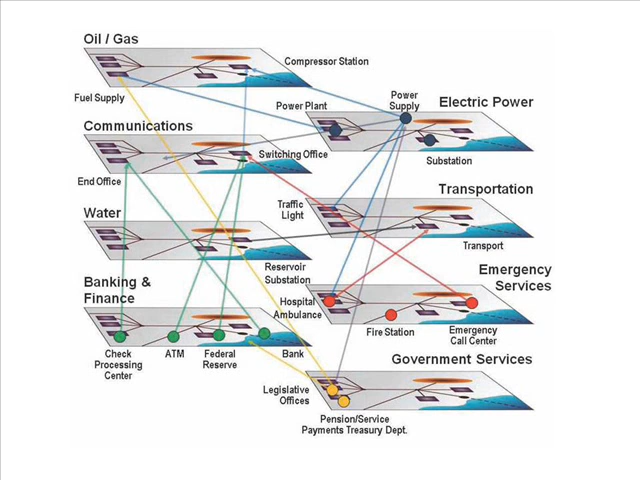 Oil / Gas
Compressor Station
Fuel Supply
Power Plant
Power
Supply
Electric Power
Communications
Switching Office
Substation
End Office
Transportation
Traffic
Light
Water
Transport
Reservoir
Substation
Emergency
Services
Banking &
Finance
Hospital
Ambulance
Fire Station
Emergency
Call Center
Check
Processing
Center
ATM
Federal
Reserve
Bank
Government Services
Legislative
Offices
Pension/Service
Payments Treasury Dept.